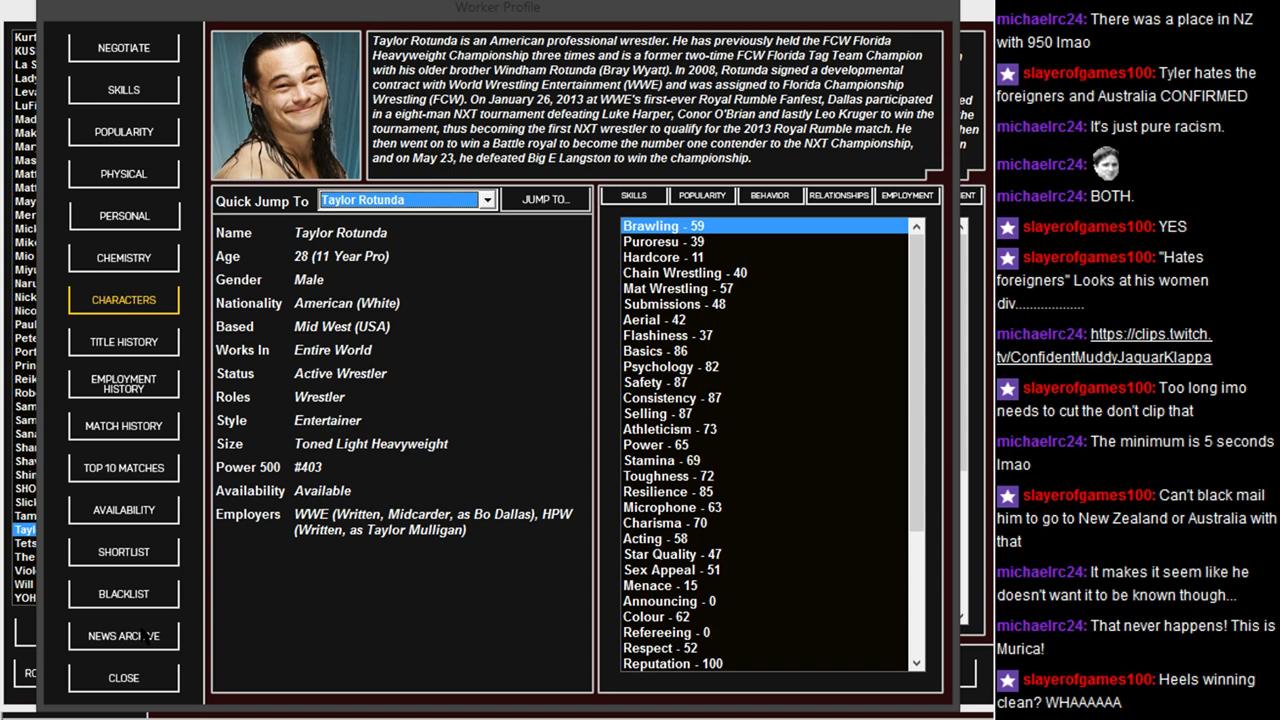 Worker Profile
NEGOTIATE
SKILLS
POPULARITY
PHYSICAL
PERSONAL
CHEMISTRY
CHARACTERS
TITLE HISTORY
EMPLOYMENT
HISTORY
MATCH HISTORY
TOP 10 MATCHES
AVAILABILITY
SHORTLIST
BLACKLIST
NEWS ARCHIVE
CLOSE
Taylor Rotunda is an American professional wrestler. He has previously held the FCW Florida
Heavyweight Championship three times and is a former two-time FCW Florida Tag Team Champion
with his older brother Windham Rotunda (Bray Wyatt). In 2008, Rotunda signed a developmental
contract with World Wrestling Entertainment (WWE) and was assigned to Florida Championship
Wrestling (FCW). On January 26, 2013 at WWE's first-ever Royal Rumble Fanfest, Dallas participated
in a eight-man NXT tournament defeating Luke Harper, Conor O'Brian and lastly Leo Kruger to win the
tournament, thus becoming the first NXT wrestler to qualify for the 2013 Royal Rumble match. He
then went on to win a Battle royal to become the number one contender to the NXT Championship,
and on May 23, he defeated Big E Langston to win the championship.
Quick Jump To Taylor Rotunda JUMP TO...
Name Taylor Rotunda
Age 28 (11 Year Pro)
Gender Male
Nationality American (White)
Based Mid West (USA)
Works In Entire World
Status Active Wrestler
Roles Wrestler
Style Entertainer
Size Toned Light Heavyweight
Power 500 #403
Availability Available
Employers WWE (Written, Midcarder, as Bo Dallas), HPW
(Written, as Taylor Mulligan)
SKILLS POPULARITY BEHAVIOR RELATIONSHIPS EMPLOYMENT
Brawling - 59
Puroresu - 39
Hardcore - 11
Chain Wrestling - 40
Mat Wrestling - 57
Submissions - 48
Aerial - 42
Flashiness - 37
Basics - 86
Psychology - 82
Safety - 87
Consistency - 87
Selling - 87
Athleticism - 73
Power - 65
Stamina - 69
Toughness - 72
Resilience - 85
Microphone - 63
Charisma - 70
Acting - 58
Star Quality - 47
Sex Appeal - 51
Menace - 15
Announcing - 0
Colour - 62
Refereeing - 0
Respect - 52
Reputation - 100
michaelrc24: There was a place in NZ
with 950 lmao
slayerofgames100: Tyler hates the
foreigners and Australia CONFIRMED
michaelrc24: It's just pure racism.
michaelrc24:
michaelrc24: BOTH.
slayerofgames100: YES
slayerofgames100: "Hates
foreigners" Looks at his women
div....................
michaelrc24: https://clips.twitch.
tv/ConfidentMuddyJaguarKlappa
slayerofgames100: Too long imo
needs to cut the don't clip that
michaelrc24: The minimum is 5 seconds
lmao
slayerofgames100: Can't black mail
him to go to New Zealand or Australia with
that
michaelrc24: It makes it seem like he
doesn't want it to be known though...
michaelrc24: That never happens! This is
Murica!
slayerofgames100: Heels winning
clean? WHAAAAAA